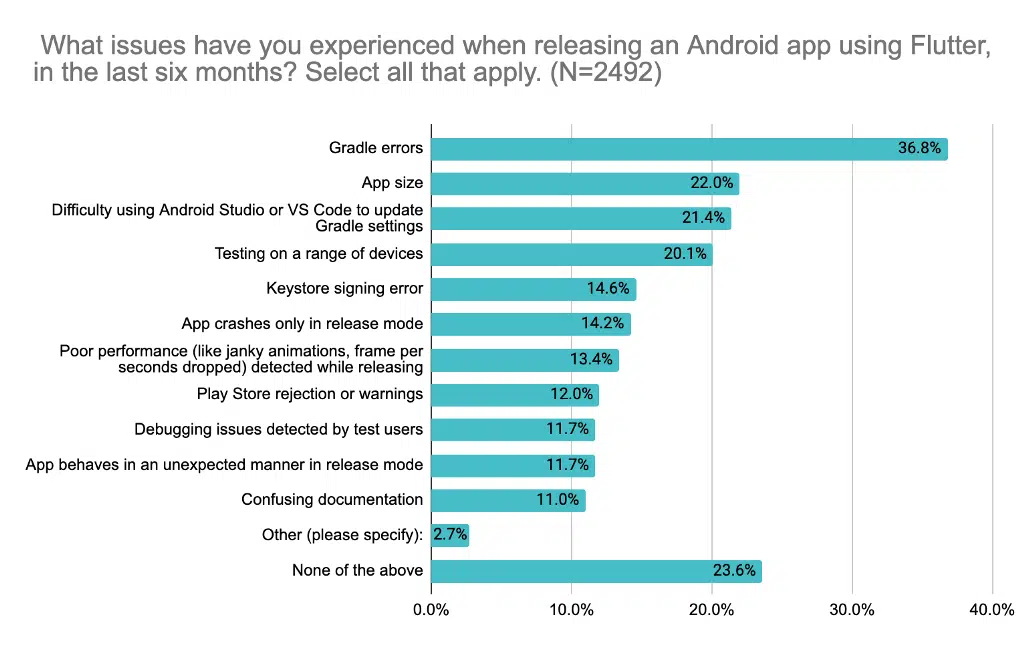 What issues have you experienced when releasing an Android app using Flutter,
in the last six months? Select all that apply. (N=2492)
Gradle errors
36.8%
App size
22.0%
Difficulty using Android Studio or VS Code to update
Gradle settings
21.4%
Testing on a range of devices
20.1%
Keystore signing error
14.6%
App crashes only in release mode
14.2%
Poor performance (like janky animations, frame per
seconds dropped) detected while releasing
13.4%
Play Store rejection or warnings
12.0%
Debugging issues detected by test users
11.7%
App behaves in an unexpected manner in release mode
11.7%
Confusing documentation
11.0%
Other (please specify):
2.7%
None of the above
23.6%
0.0%
10.0%
20.0%
30.0%
40.0%